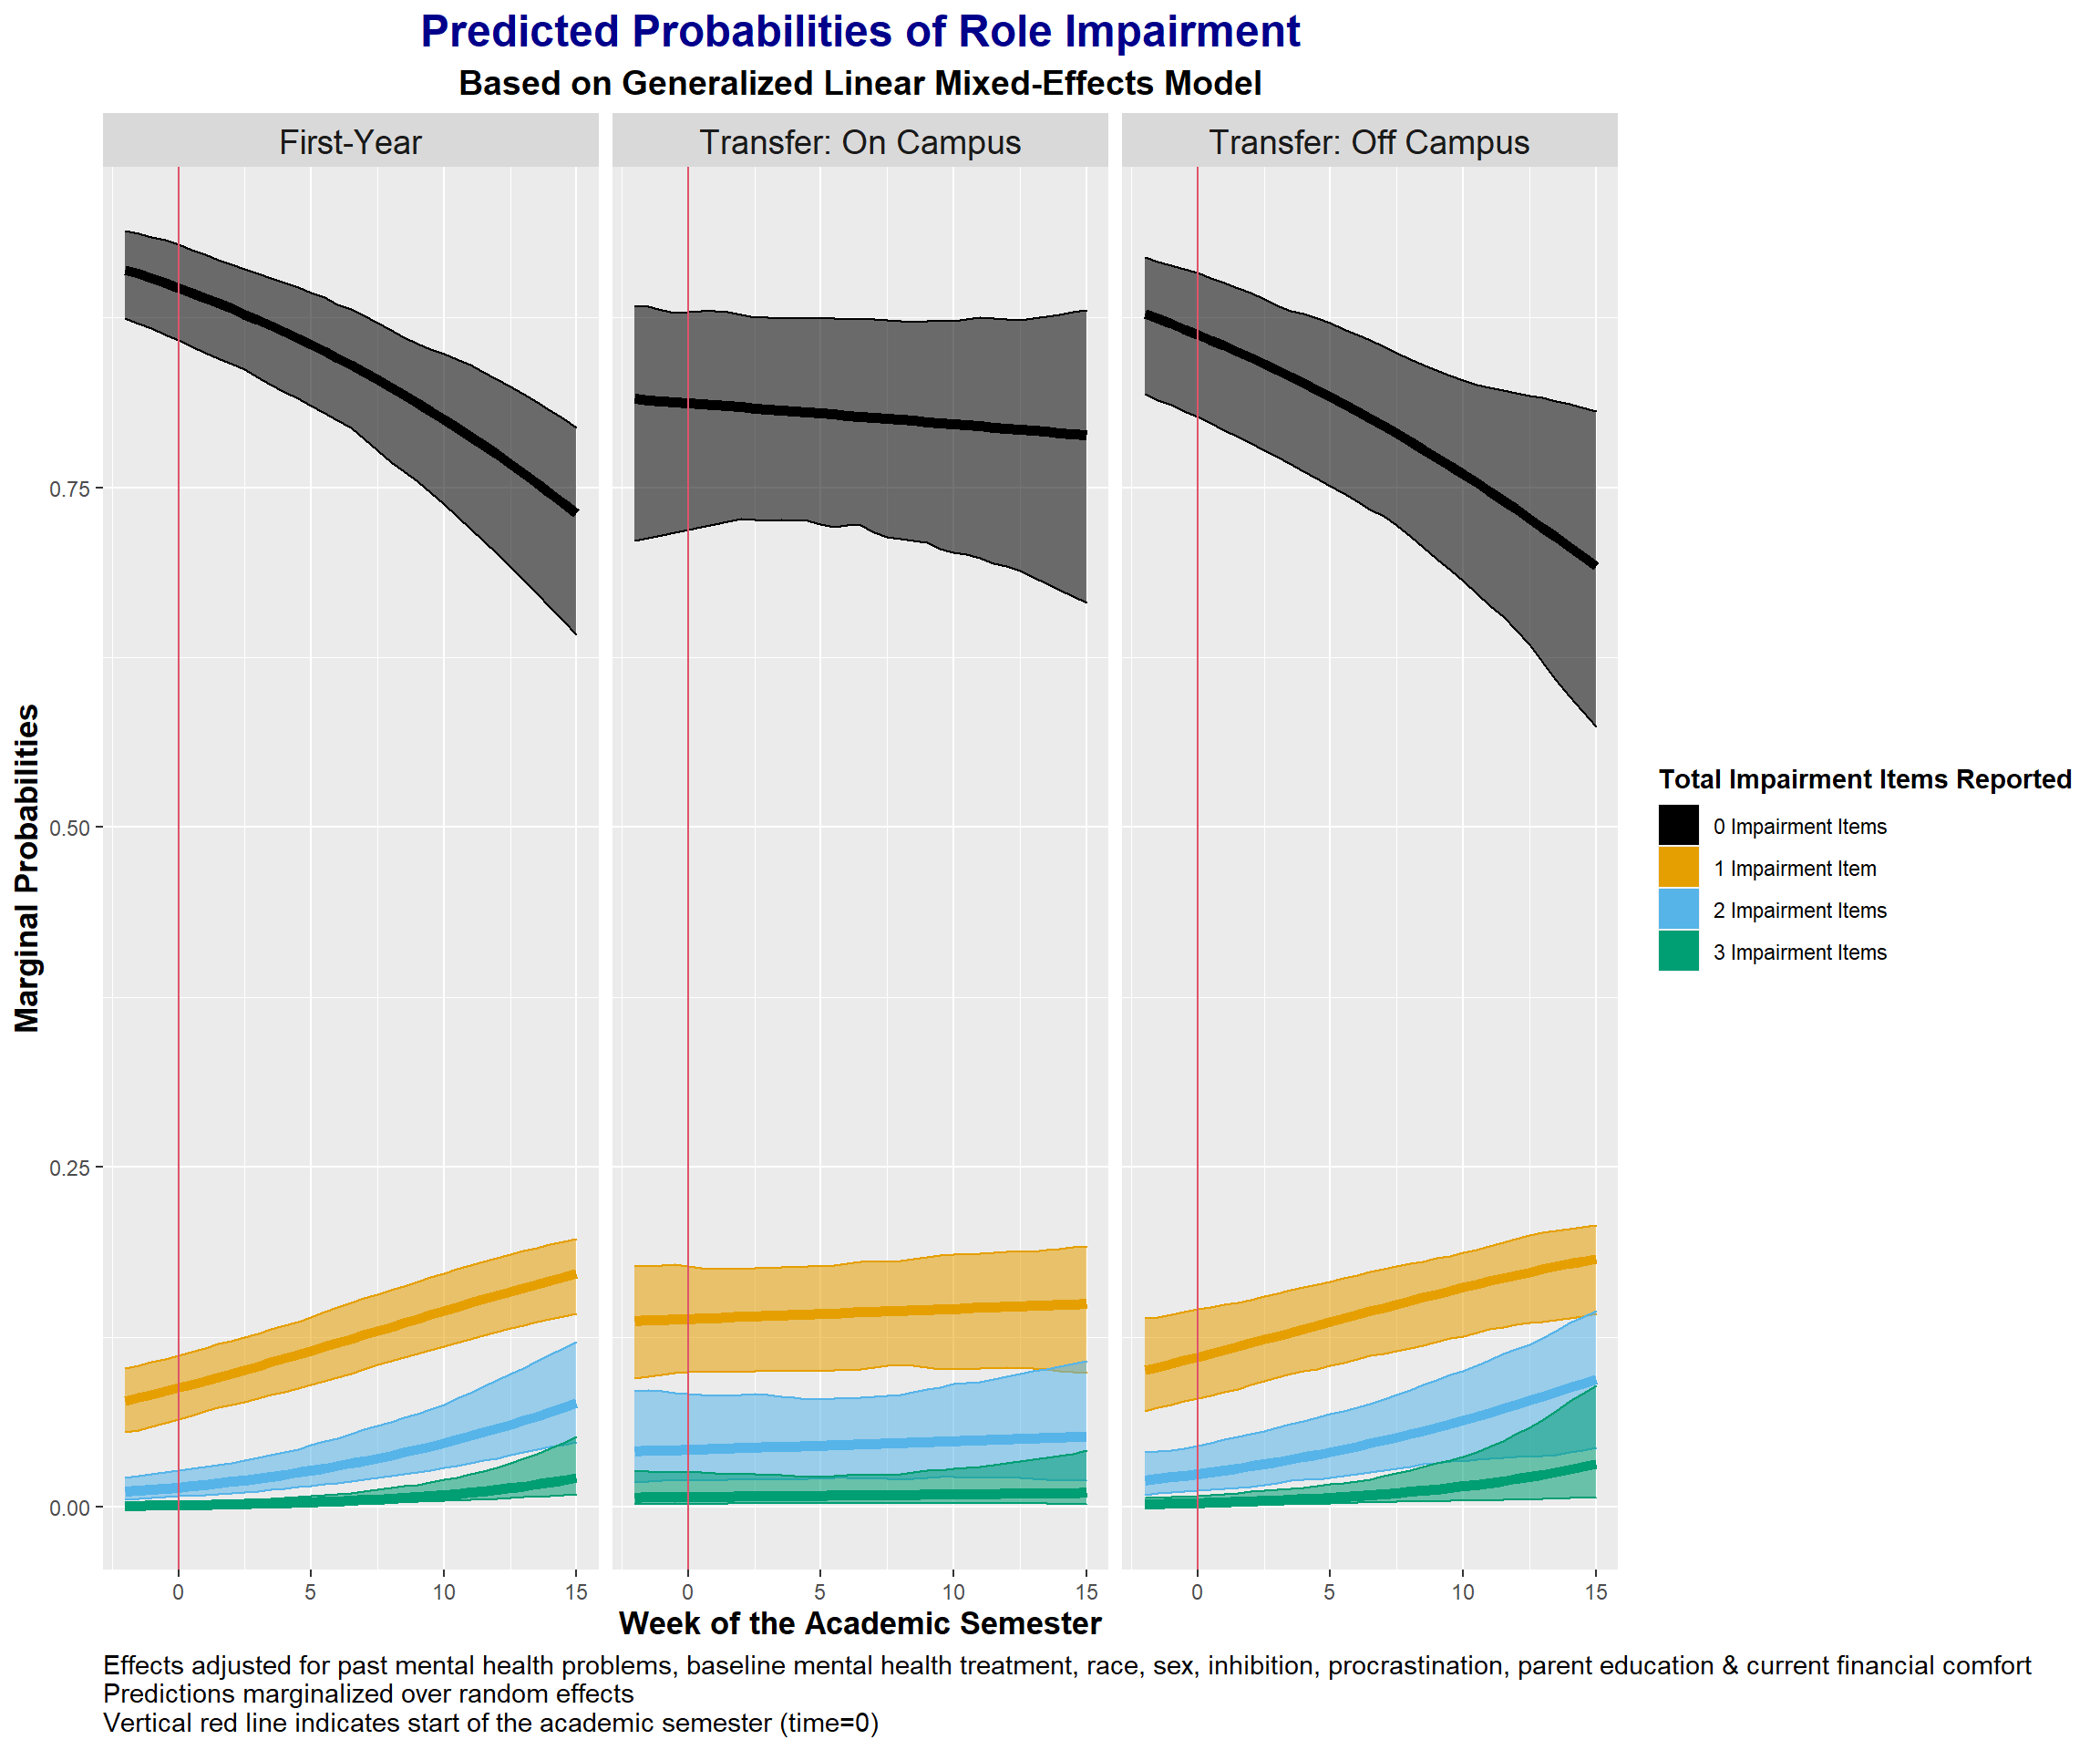 Predicted Probabilities of Role Impairment
Based on Generalized Linear Mixed-Effects Model
First-Year
Transfer: On Campus
Transfer: Off Campus
Marginal Probabilities
0.75
0.50
0.25
0.00
0 5 10 15
0 5 10 15
0 5 10 15
Week of the Academic Semester
Total Impairment Items Reported
0 Impairment Items
1 Impairment Item
2 Impairment Items
3 Impairment Items
Effects adjusted for past mental health problems, baseline mental health treatment, race, sex, inhibition, procrastination, parent education & current financial comfort
Predictions marginalized over random effects
Vertical red line indicates start of the academic semester (time=0)